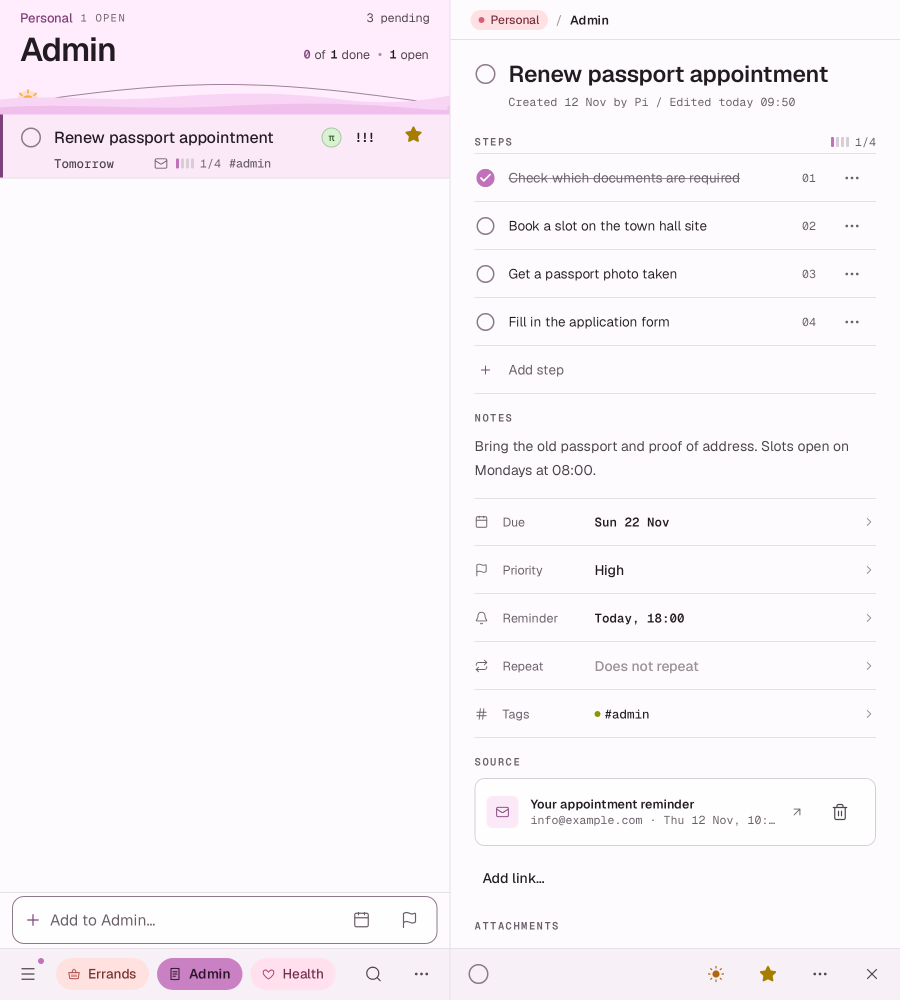 Personal 1 OPEN
3 pending
Admin
0 of 1 done • 1 open
Renew passport appointment
π !!!
Tomorrow
1/4 #admin
Add to Admin...
Errands
Admin
Health
Personal / Admin
Renew passport appointment
Created 12 Nov by Pi / Edited today 09:50
STEPS
1/4
Check which documents are required 01
Book a slot on the town hall site 02
Get a passport photo taken 03
Fill in the application form 04
Add step
NOTES
Bring the old passport and proof of address. Slots open on
Mondays at 08:00.
Due Sun 22 Nov
Priority High
Reminder Today, 18:00
Repeat Does not repeat
Tags #admin
SOURCE
Your appointment reminder
info@example.com · Thu 12 Nov, 10:…
Add link...
ATTACHMENTS